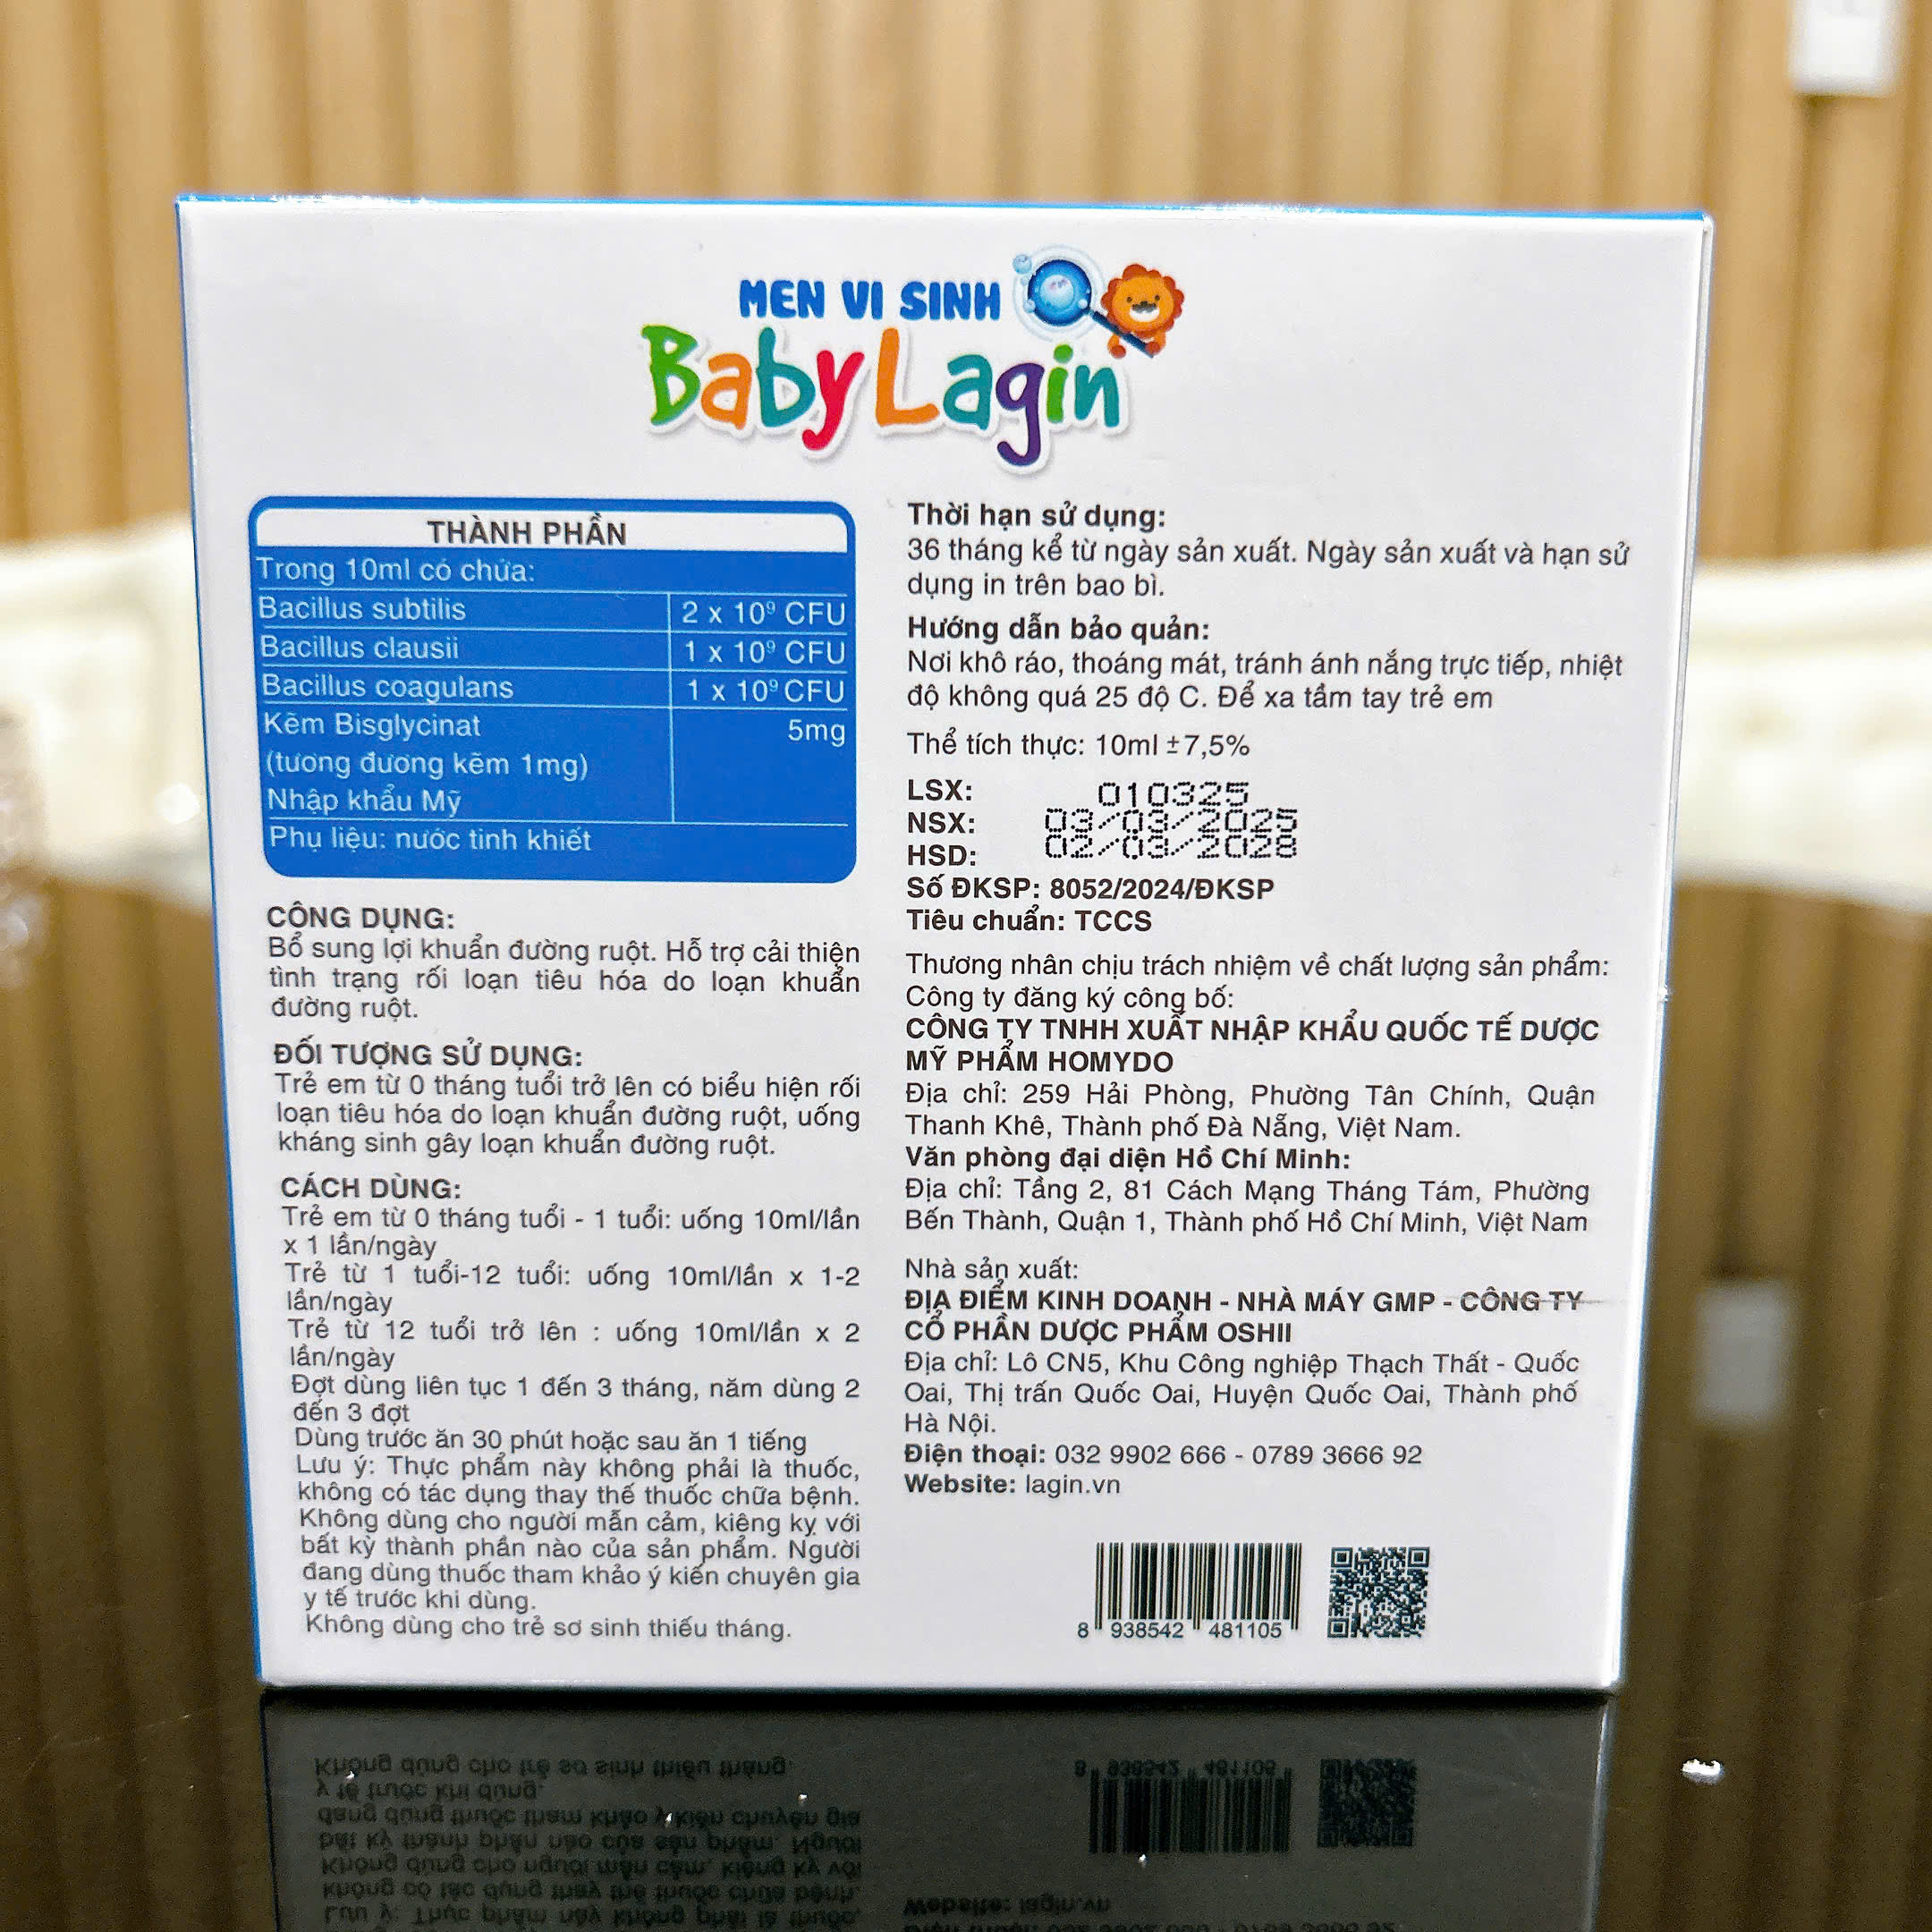 MEN VI SINH
BabyLagin
THÀNH PHẦN
Trong 10ml có chứa:
Bacillus subtilis 2 x 10⁹ CFU
Bacillus clausii 1 x 10⁹ CFU
Bacillus coagulans 1 x 10⁹ CFU
Kẽm Bisglycinat 5mg
(tương đương kẽm 1mg)
Nhập khẩu Mỹ
Phụ liệu: nước tinh khiết
CÔNG DỤNG:
Bổ sung lợi khuẩn đường ruột. Hỗ trợ cải thiện
tình trạng rối loạn tiêu hóa do loạn khuẩn
đường ruột.
ĐỐI TƯỢNG SỬ DỤNG:
Trẻ em từ 0 tháng tuổi trở lên có biểu hiện rối
loạn tiêu hóa do loạn khuẩn đường ruột, uống
kháng sinh gây loạn khuẩn đường ruột.
CÁCH DÙNG:
Trẻ em từ 0 tháng tuổi - 1 tuổi: uống 10ml/lần
x 1 lần/ngày
Trẻ từ 1 tuổi-12 tuổi: uống 10ml/lần x 1-2
lần/ngày
Trẻ từ 12 tuổi trở lên : uống 10ml/lần x 2
lần/ngày
Đợt dùng liên tục 1 đến 3 tháng, năm dùng 2
đến 3 đợt
Dùng trước ăn 30 phút hoặc sau ăn 1 tiếng
Lưu ý: Thực phẩm này không phải là thuốc,
không có tác dụng thay thế thuốc chữa bệnh.
Không dùng cho người mẫn cảm, kiêng kỵ với
bất kỳ thành phần nào của sản phẩm. Người
đang dùng thuốc tham khảo ý kiến chuyên gia
y tế trước khi dùng.
Không dùng cho trẻ sơ sinh thiếu tháng.
Thời hạn sử dụng:
36 tháng kể từ ngày sản xuất. Ngày sản xuất và hạn sử
dụng in trên bao bì.
Hướng dẫn bảo quản:
Nơi khô ráo, thoáng mát, tránh ánh nắng trực tiếp, nhiệt
độ không quá 25 độ C. Để xa tầm tay trẻ em
Thể tích thực: 10ml ±7,5%
LSX: 010325
NSX: 03/03/2025
HSD: 02/03/2028
Số ĐKSP: 8052/2024/ĐKSP
Tiêu chuẩn: TCCS
Thương nhân chịu trách nhiệm về chất lượng sản phẩm:
Công ty đăng ký công bố:
CÔNG TY TNHH XUẤT NHẬP KHẨU QUỐC TẾ DƯỢC
MỸ PHẨM HOMYDO
Địa chỉ: 259 Hải Phòng, Phường Tân Chính, Quận
Thanh Khê, Thành phố Đà Nẵng, Việt Nam.
Văn phòng đại diện Hồ Chí Minh:
Địa chỉ: Tầng 2, 81 Cách Mạng Tháng Tám, Phường
Bến Thành, Quận 1, Thành phố Hồ Chí Minh, Việt Nam
Nhà sản xuất:
ĐỊA ĐIỂM KINH DOANH - NHÀ MÁY GMP - CÔNG TY
CỔ PHẦN DƯỢC PHẨM OSHII
Địa chỉ: Lô CN5, Khu Công nghiệp Thạch Thất - Quốc
Oai, Thị trấn Quốc Oai, Huyện Quốc Oai, Thành phố
Hà Nội.
Điện thoại: 032 9902 666 - 0789 3666 92
Website: lagin.vn
8 938542 481105